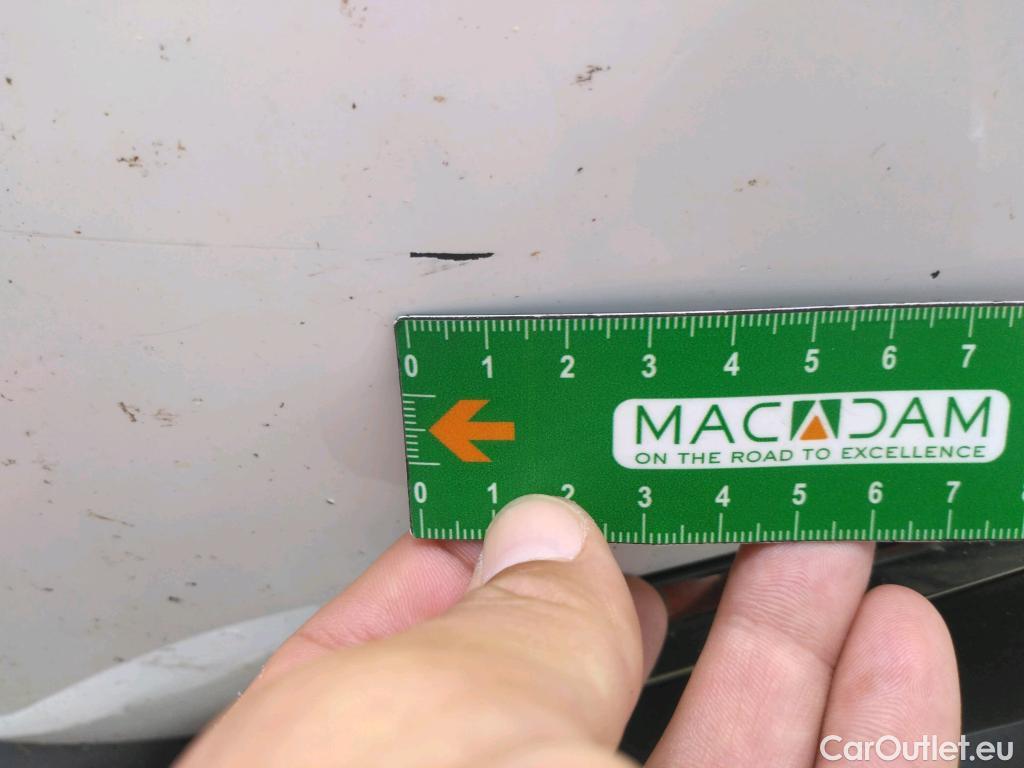 0 1 2 3 4 5 6 7
MACADAM
ON THE ROAD TO EXCELLENCE
0 1 2 3 4 5 6 7
CarOutlet.eu